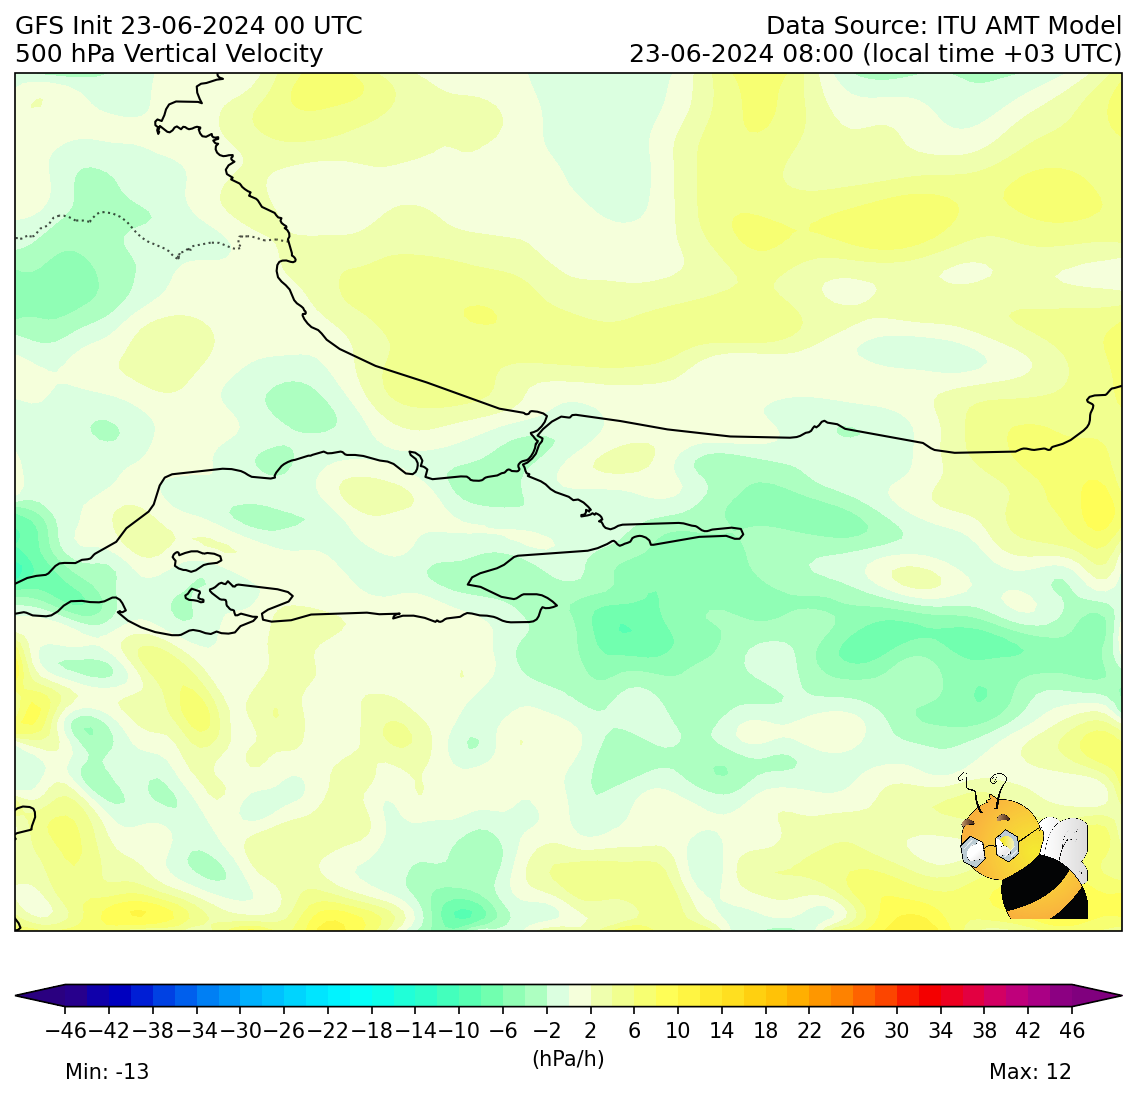 GFS Init 23-06-2024 00 UTC
Data Source: ITU AMT Model
500 hPa Vertical Velocity
23-06-2024 08:00 (local time +03 UTC)
−46 −42 −38 −34 −30 −26 −22 −18 −14 −10 −6 −2 2 6 10 14 18 22 26 30 34 38 42 46
(hPa/h)
Min: -13
Max: 12